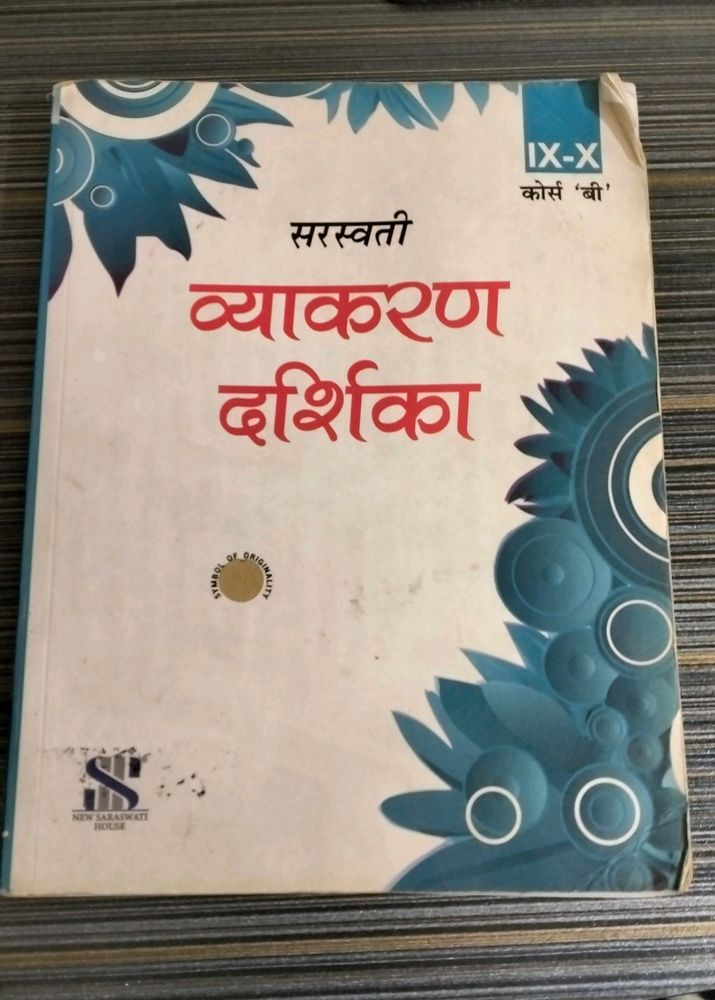 IX-X
कोर्स 'बी'
सरस्वती
व्याकरण
दर्शिका
SYMBOL OF ORIGINALITY
NEW SARASWATI
HOUSE